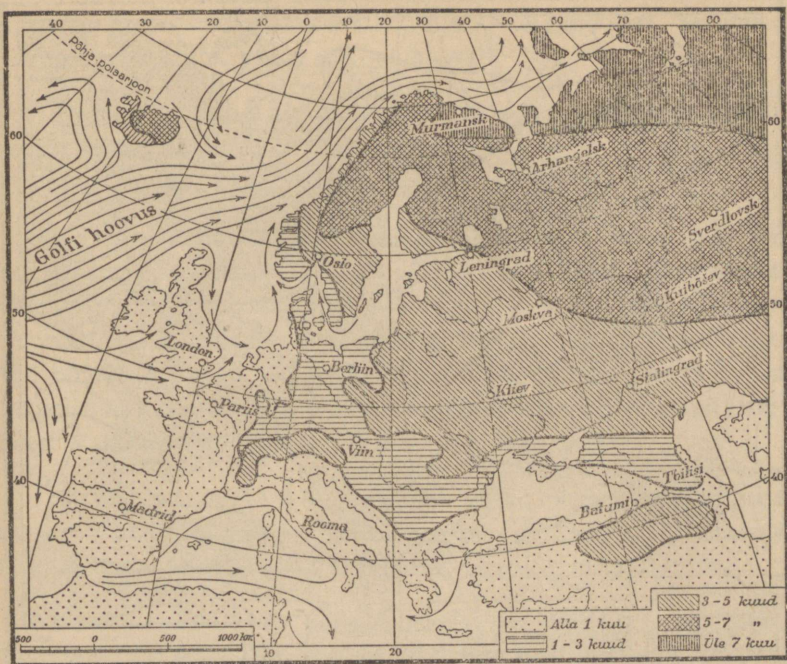 40 30 20 10 0 10 20 30 40 50 60 70 80
Põhja polaarjoon
60
60
Murmansk
Arhangelsk
Golfi hoovus
Sverdlovsk
Oslo
Leningrad
Kuibõšev
50
Moskva
London
Berliin
Stalingrad
Pariis
Kiiev
Viin
40
40
Tbilisi
Madrid
Batumi
Rooma
3-5 kuud
Alla 1 kuu
5-7 "
1-3 kuud
Üle 7 kuu
500 0 500 1000 km.
10
20